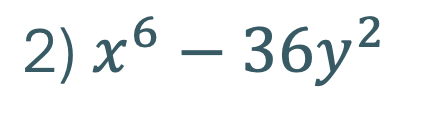 2) x⁶ − 36y²